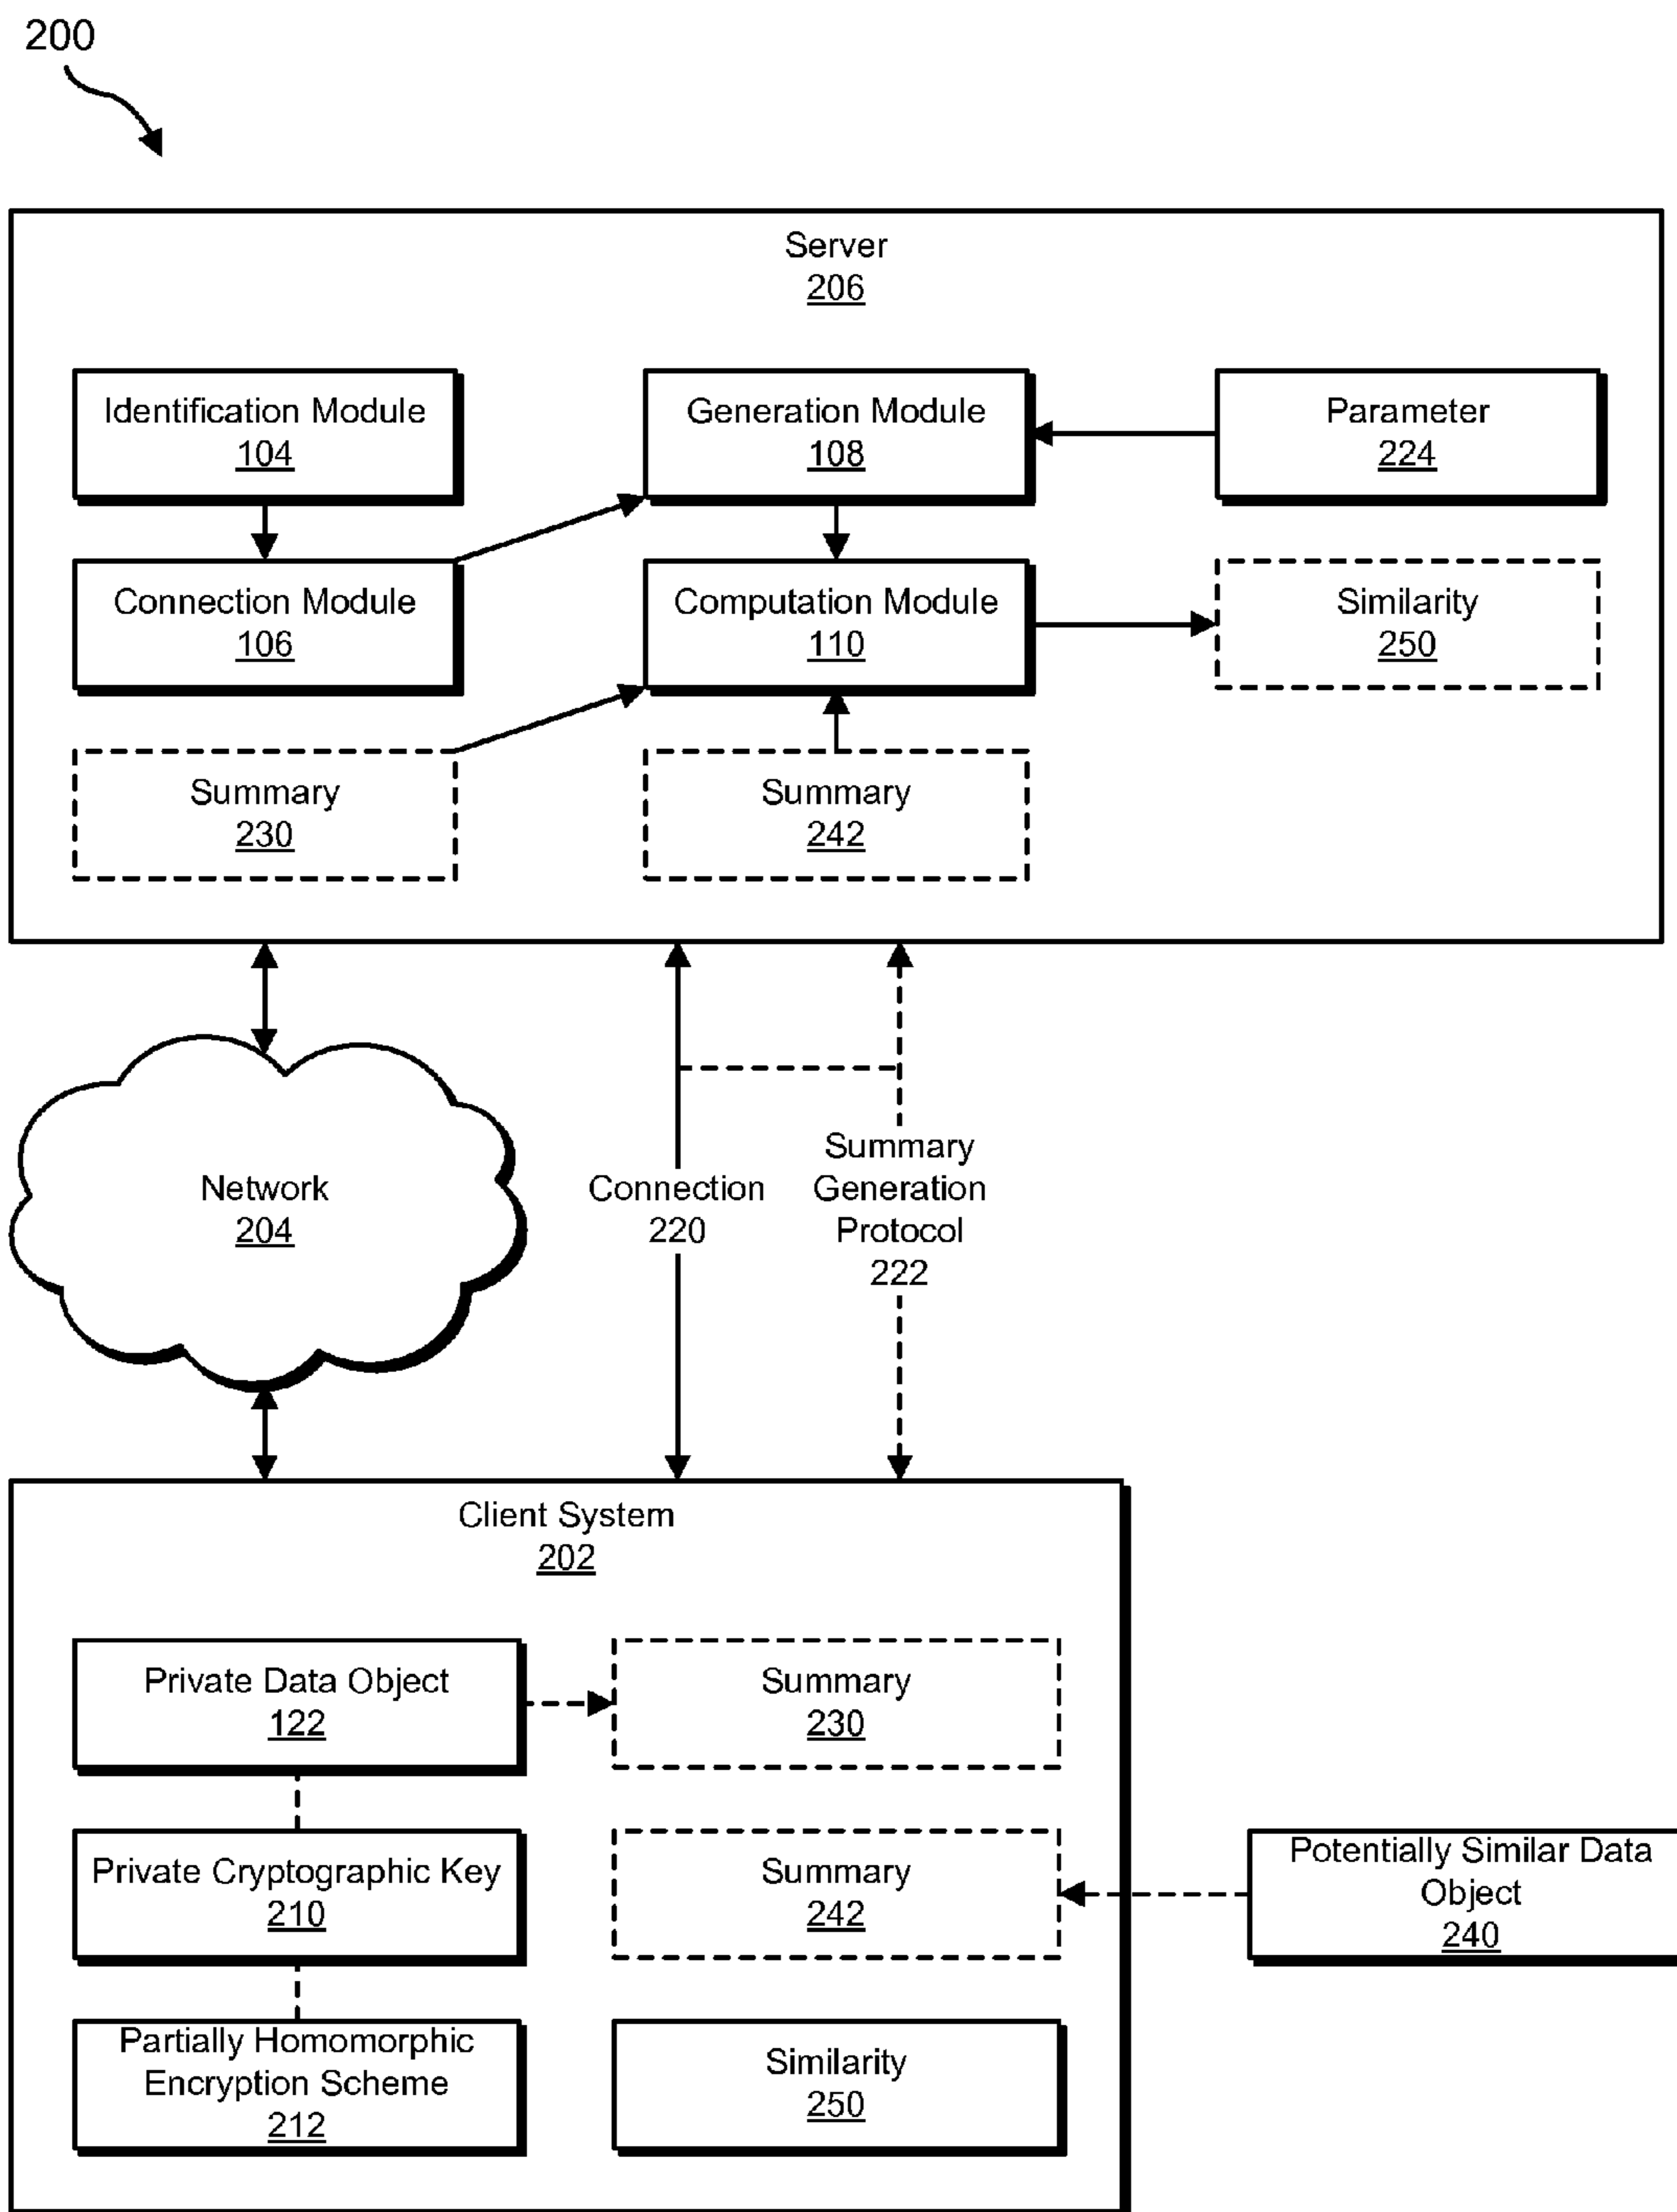 200
Server
206
Identification Module
104
Generation Module
108
Parameter
224
Connection Module
106
Computation Module
110
Similarity
250
Summary
230
Summary
242
Network
204
Connection
220
Summary
Generation
Protocol
222
Client System
202
Private Data Object
122
Summary
230
Private Cryptographic Key
210
Summary
242
Potentially Similar Data
Object
240
Partially Homomorphic
Encryption Scheme
212
Similarity
250